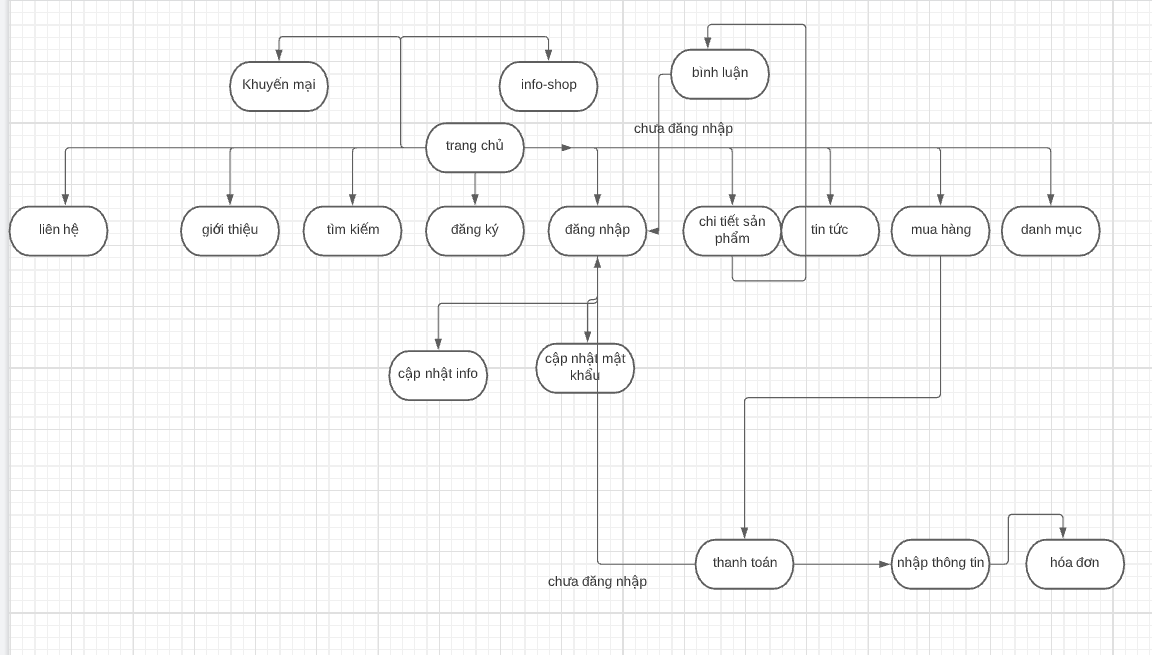 Khuyến mại
info-shop
bình luận
chưa đăng nhập
trang chủ
liên hệ
giới thiệu
tìm kiếm
đăng ký
đăng nhập
chi tiết sản
phẩm
tin tức
mua hàng
danh mục
cập nhật info
cập nhật mật
khẩu
thanh toán
nhập thông tin
hóa đơn
chưa đăng nhập